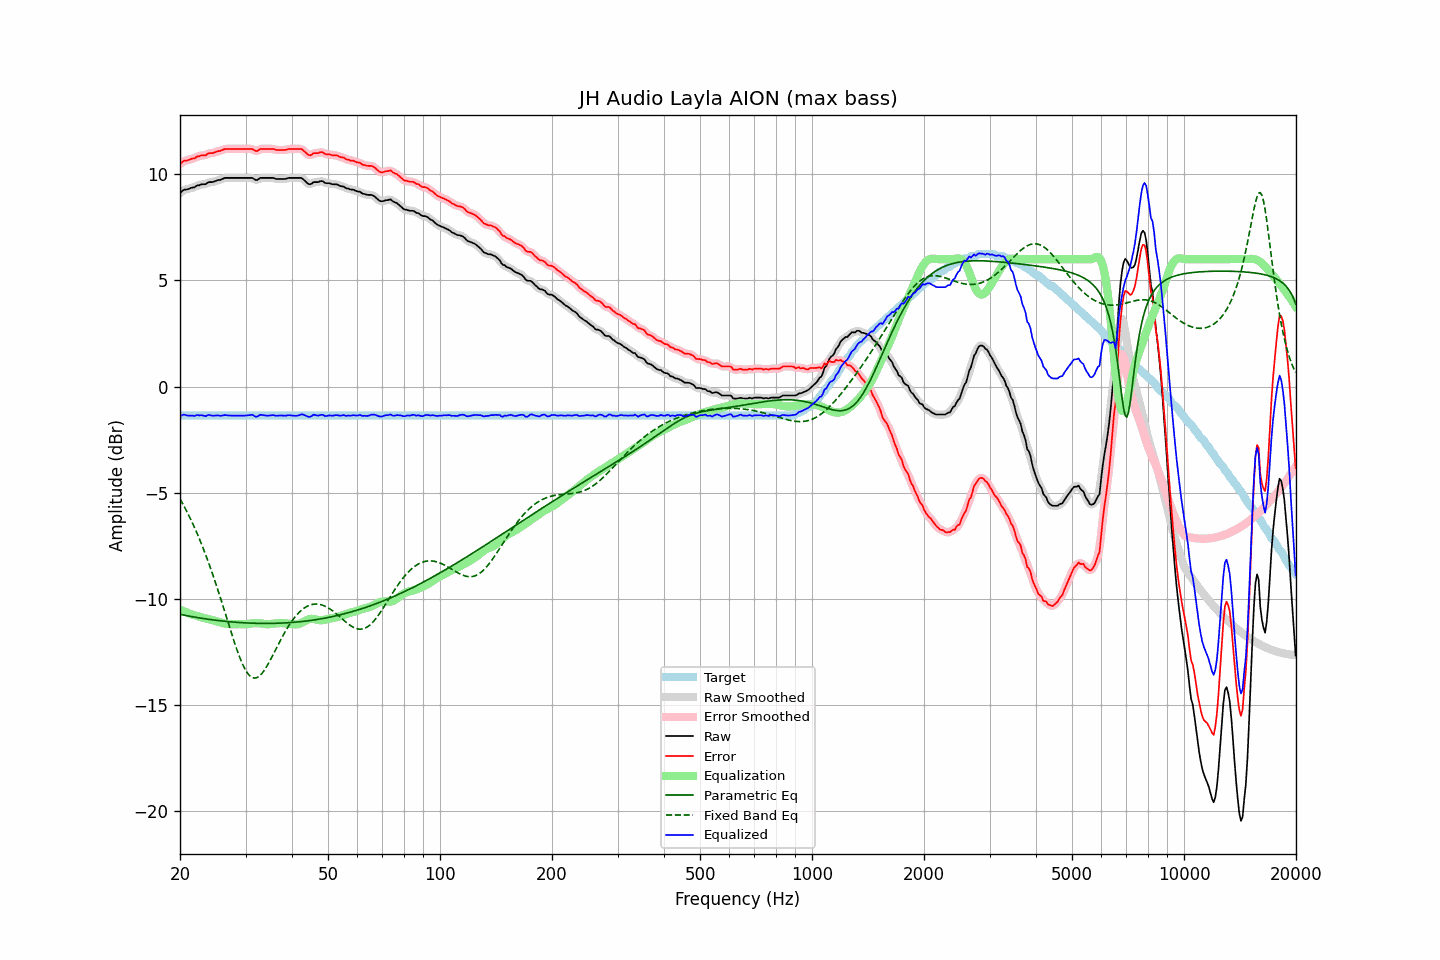 JH Audio Layla AION (max bass)
Amplitude (dBr)
10
5
0
−5
−10
−15
−20
Target
Raw Smoothed
Error Smoothed
Raw
Error
Equalization
Parametric Eq
Fixed Band Eq
Equalized
20 50 100 200 500 1000 2000 5000 10000 20000
Frequency (Hz)